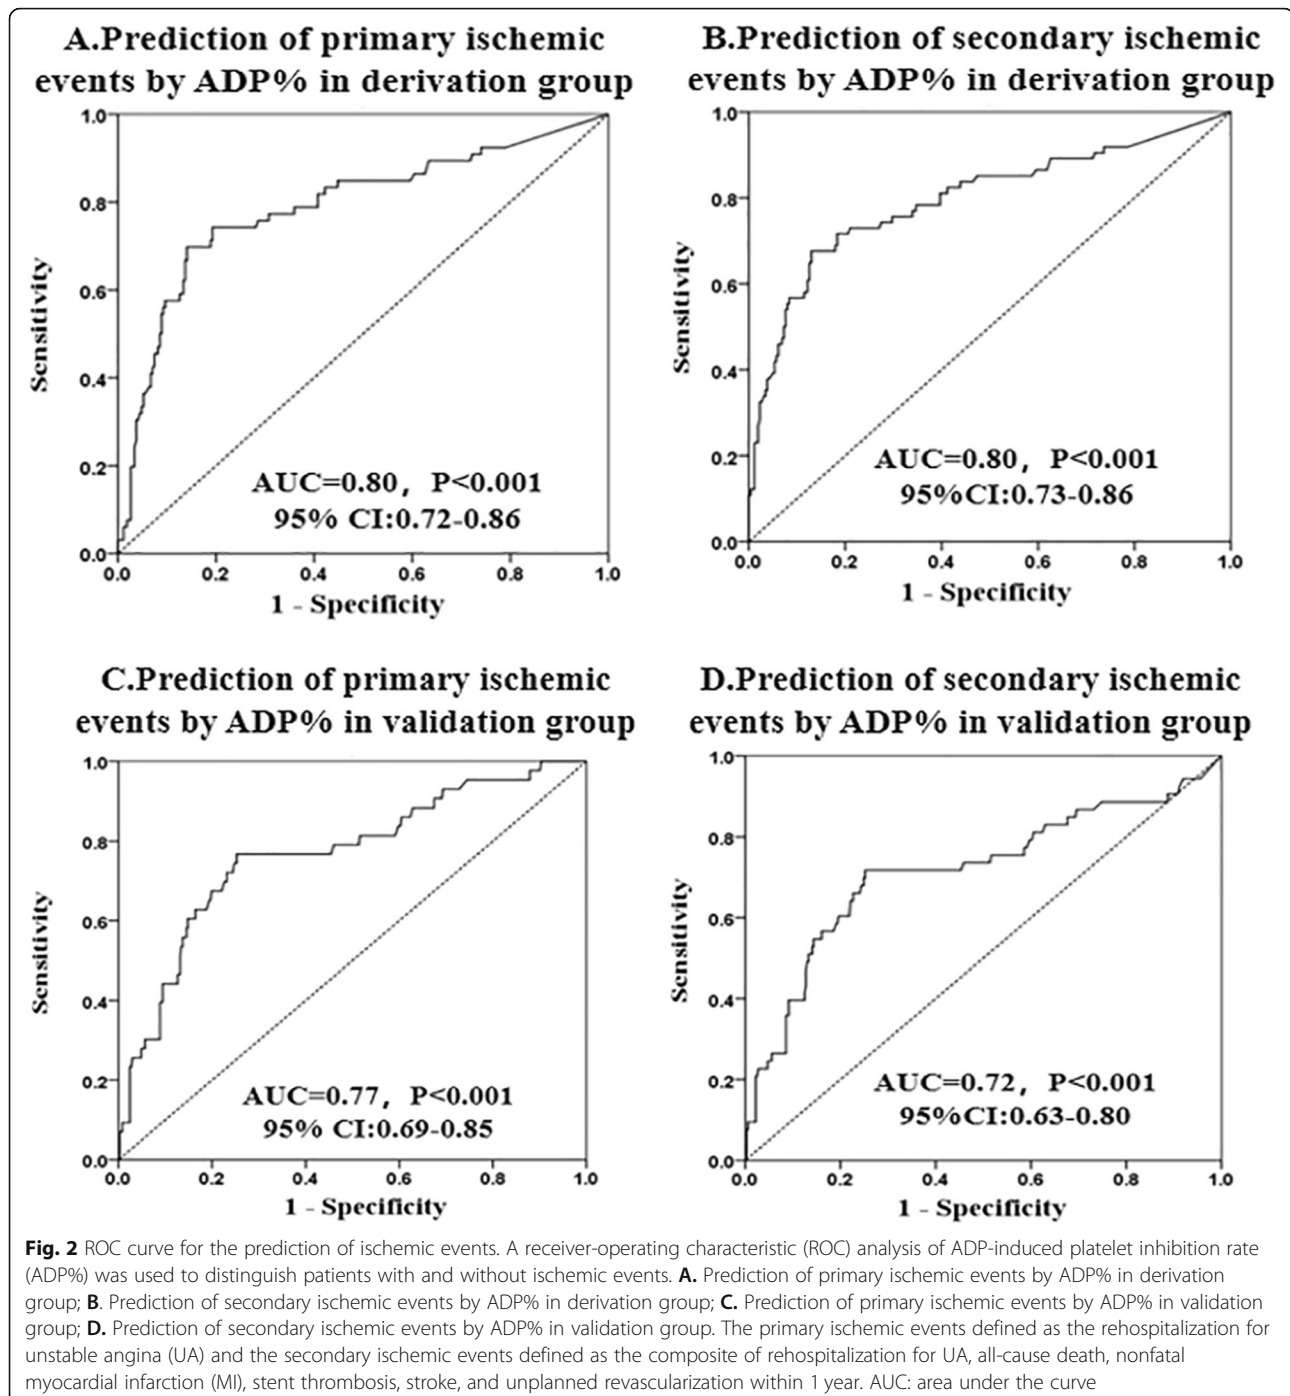 A.Prediction of primary ischemic
events by ADP% in derivation group
1.0
0.8
0.6
0.4
0.2
0.0
Sensitivity
AUC=0.80, P<0.001
95% CI:0.72-0.86
0.0 0.2 0.4 0.6 0.8 1.0
1 - Specificity
B.Prediction of secondary ischemic
events by ADP% in derivation group
1.0
0.8
0.6
0.4
0.2
0.0
Sensitivity
AUC=0.80, P<0.001
95%CI:0.73-0.86
0.0 0.2 0.4 0.6 0.8 1.0
1 - Specificity
C.Prediction of primary ischemic
events by ADP% in validation group
1.0
0.8
0.6
0.4
0.2
0.0
Sensitivity
AUC=0.77, P<0.001
95% CI:0.69-0.85
0.0 0.2 0.4 0.6 0.8 1.0
1 - Specificity
D.Prediction of secondary ischemic
events by ADP% in validation group
1.0
0.8
0.6
0.4
0.2
0.0
Sensitivity
AUC=0.72, P<0.001
95%CI:0.63-0.80
0.0 0.2 0.4 0.6 0.8 1.0
1 - Specificity
Fig. 2 ROC curve for the prediction of ischemic events. A receiver-operating characteristic (ROC) analysis of ADP-induced platelet inhibition rate
(ADP%) was used to distinguish patients with and without ischemic events. A. Prediction of primary ischemic events by ADP% in derivation
group; B. Prediction of secondary ischemic events by ADP% in derivation group; C. Prediction of primary ischemic events by ADP% in validation
group; D. Prediction of secondary ischemic events by ADP% in validation group. The primary ischemic events defined as the rehospitalization for
unstable angina (UA) and the secondary ischemic events defined as the composite of rehospitalization for UA, all-cause death, nonfatal
myocardial infarction (MI), stent thrombosis, stroke, and unplanned revascularization within 1 year. AUC: area under the curve